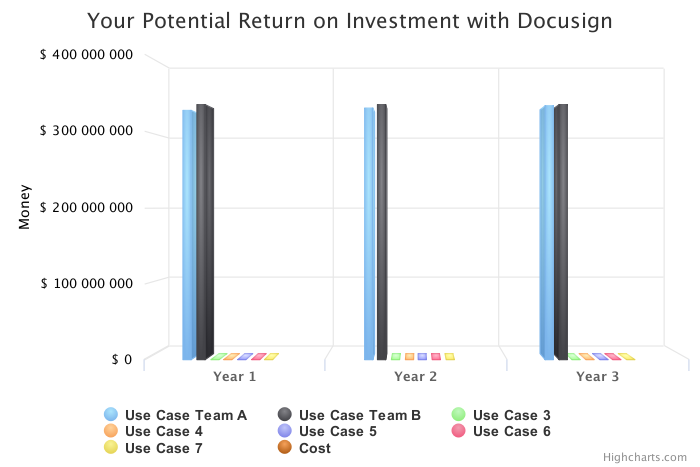 Your Potential Return on Investment with Docusign
$ 400 000 000
$ 300 000 000
$ 200 000 000
$ 100 000 000
$ 0
Money
Year 1 Year 2 Year 3
Use Case Team A Use Case Team B Use Case 3
Use Case 4 Use Case 5 Use Case 6
Use Case 7 Cost
Highcharts.com